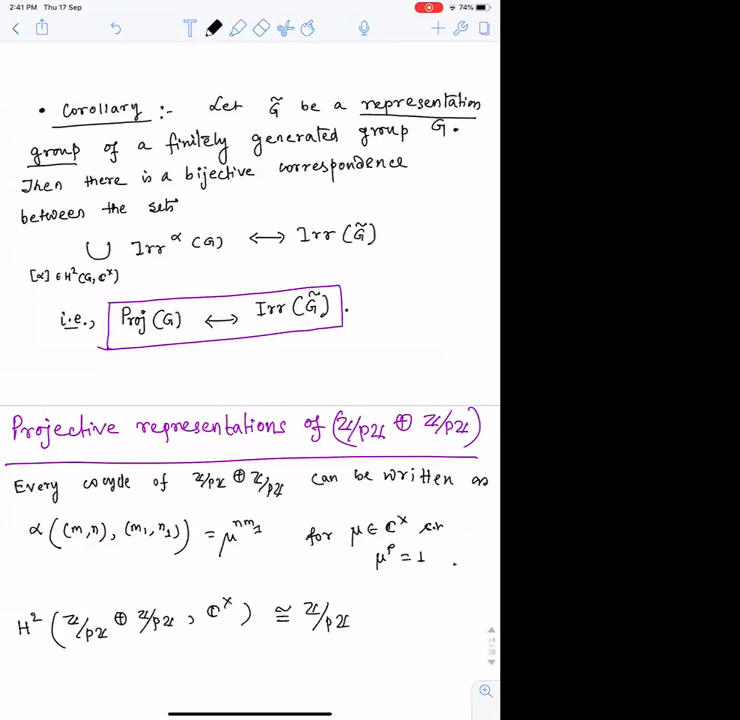 2:41 PM Thu 17 Sep
74%
• Corollary :- Let G̃ be a representation
group of a finitely generated group G.
Then there is a bijective correspondence
between the sets
∪ Irr^α (G) ⟷ Irr (G̃)
[α] ∈ H²(G, ℂ^×)
i.e., Proj (G) ⟷ Irr (G̃) .
Projective representations of (ℤ/pℤ ⊕ ℤ/pℤ)
Every cocycle of ℤ/pℤ ⊕ ℤ/pℤ can be written as
α((m,n), (m₁,n₁)) = μ^{nm₁} for μ ∈ ℂ^× st
μ^p = 1 .
H² (ℤ/pℤ ⊕ ℤ/pℤ , ℂ^×) ≅ ℤ/pℤ